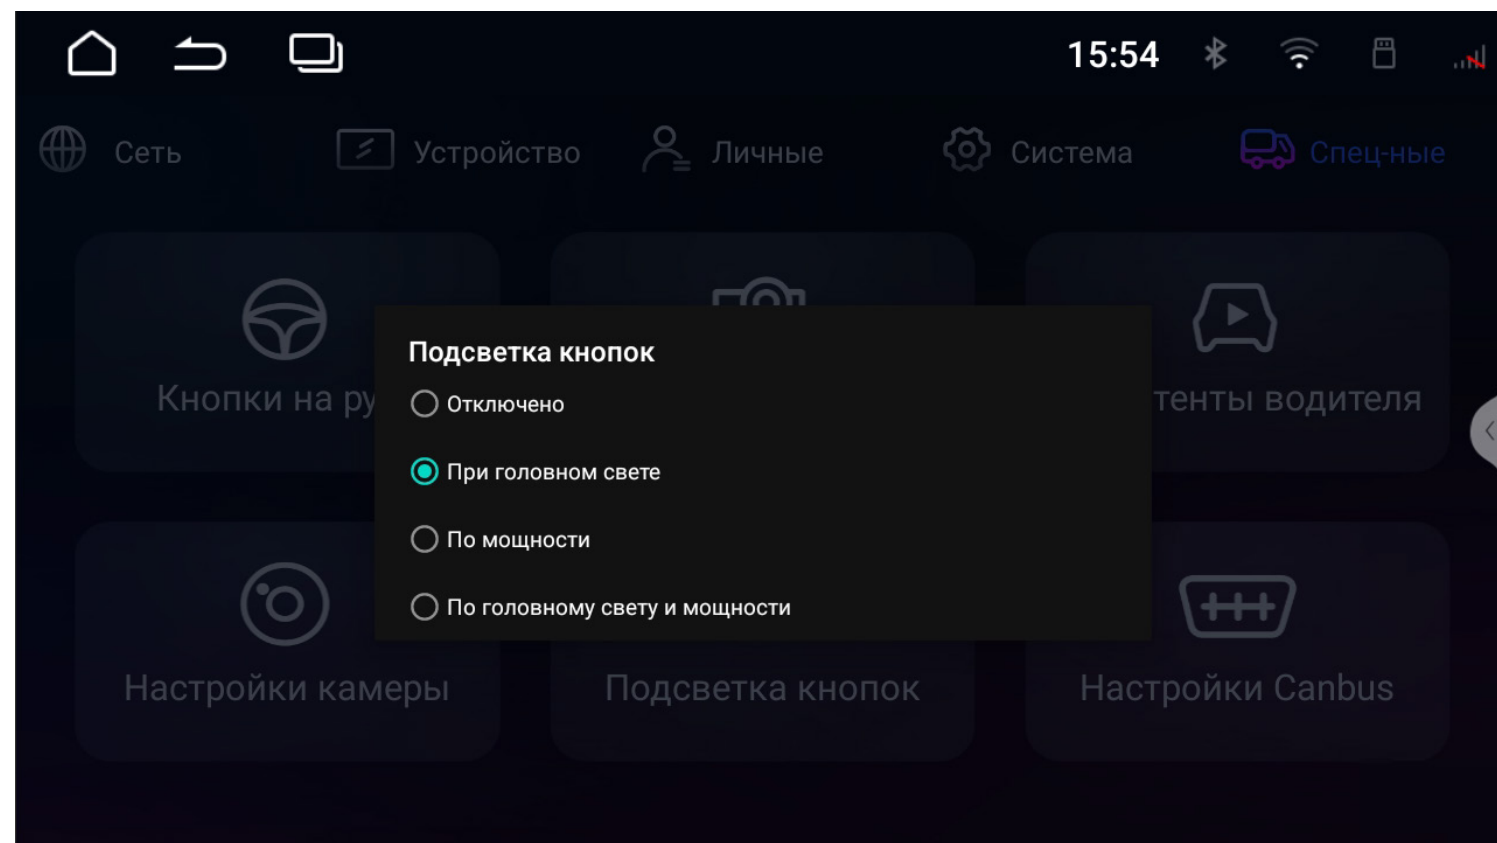 15:54
Сеть Устройство Личные Система Спец-ные
Подсветка кнопок
Кнопки на ру
тенты водителя
Отключено
При головном свете
По мощности
По головному свету и мощности
Настройки камеры Подсветка кнопок Настройки Canbus